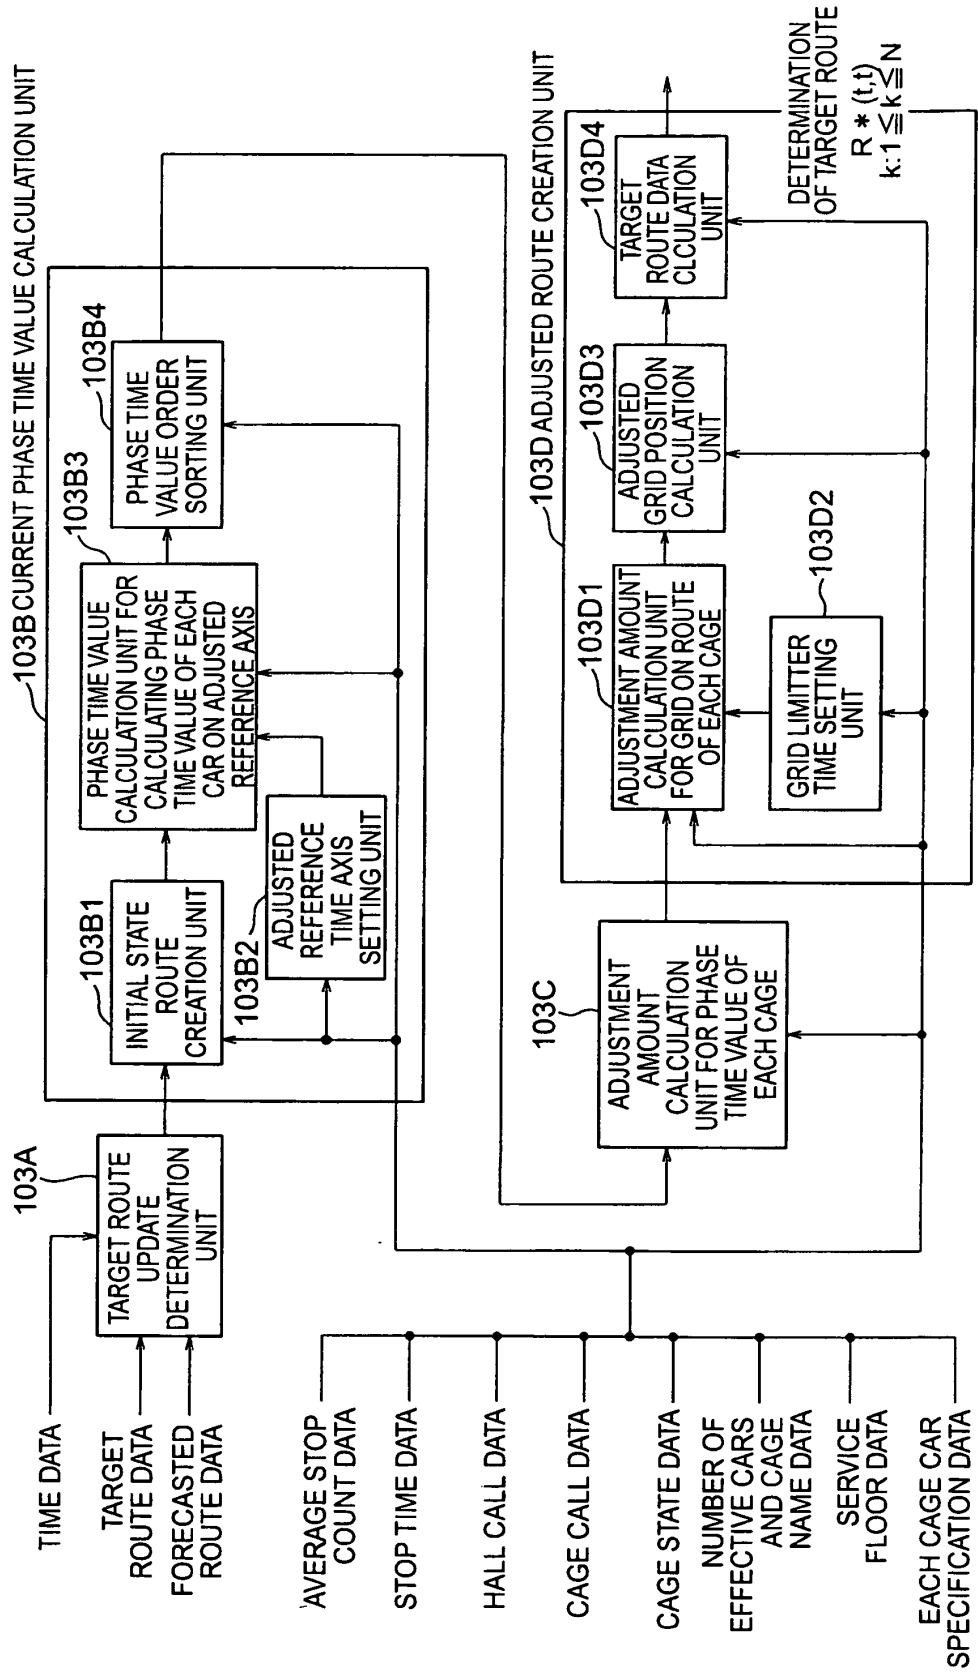 TIME DATA
TARGET
ROUTE DATA
FORECASTED
ROUTE DATA
103A
TARGET ROUTE
UPDATE
DETERMINATION
UNIT
103B CURRENT PHASE TIME VALUE CALCULATION UNIT
103B1
INITIAL STATE
ROUTE
CREATION UNIT
103B2
ADJUSTED
REFERENCE
TIME AXIS
SETTING UNIT
103B3
PHASE TIME VALUE
CALCULATION UNIT FOR
CALCULATING PHASE
TIME VALUE OF EACH
CAR ON ADJUSTED
REFERENCE AXIS
103B4
PHASE TIME
VALUE ORDER
SORTING UNIT
AVERAGE STOP
COUNT DATA
STOP TIME DATA
HALL CALL DATA
CAGE CALL DATA
CAGE STATE DATA
NUMBER OF
EFFECTIVE CARS
AND CAGE
NAME DATA
SERVICE
FLOOR DATA
EACH CAGE CAR
SPECIFICATION DATA
103C
ADJUSTMENT
AMOUNT
CALCULATION
UNIT FOR PHASE
TIME VALUE OF
EACH CAGE
103D ADJUSTED ROUTE CREATION UNIT
103D1
ADJUSTMENT AMOUNT
CALCULATION UNIT
FOR GRID ON ROUTE
OF EACH CAGE
103D2
GRID LIMITTER
TIME SETTING
UNIT
103D3
ADJUSTED
GRID POSITION
CALCULATION
UNIT
103D4
TARGET
ROUTE DATA
CLCULATION
UNIT
DETERMINATION
OF TARGET ROUTE
R * (t,t)
k:1 ≦ k ≦ N